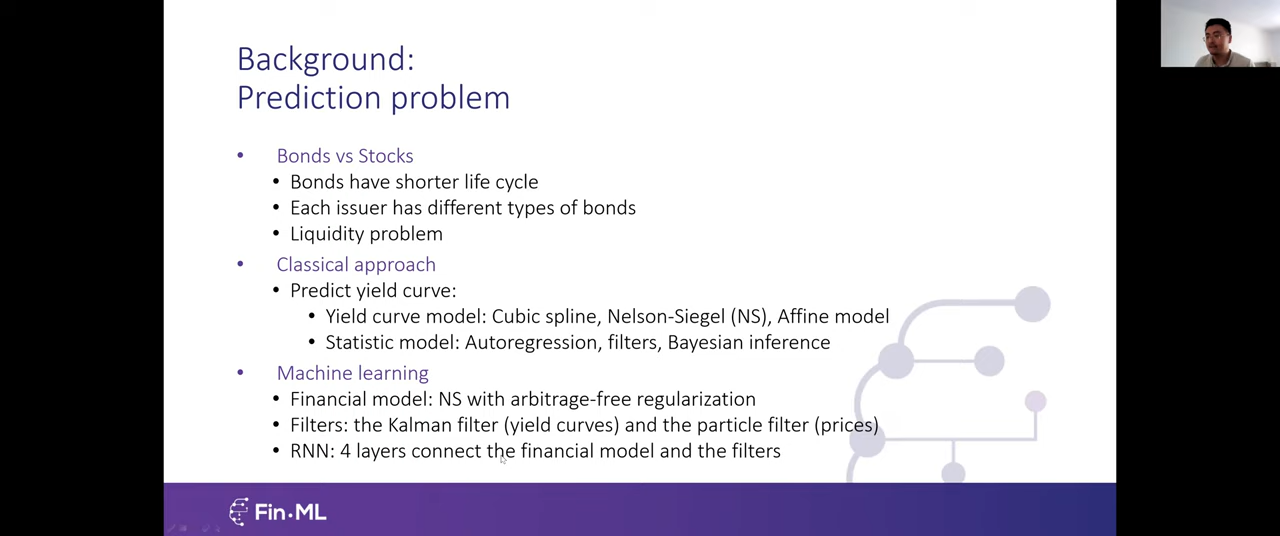 Background:
Prediction problem
• Bonds vs Stocks
• Bonds have shorter life cycle
• Each issuer has different types of bonds
• Liquidity problem
• Classical approach
• Predict yield curve:
• Yield curve model: Cubic spline, Nelson-Siegel (NS), Affine model
• Statistic model: Autoregression, filters, Bayesian inference
• Machine learning
• Financial model: NS with arbitrage-free regularization
• Filters: the Kalman filter (yield curves) and the particle filter (prices)
• RNN: 4 layers connect the financial model and the filters
Fin·ML